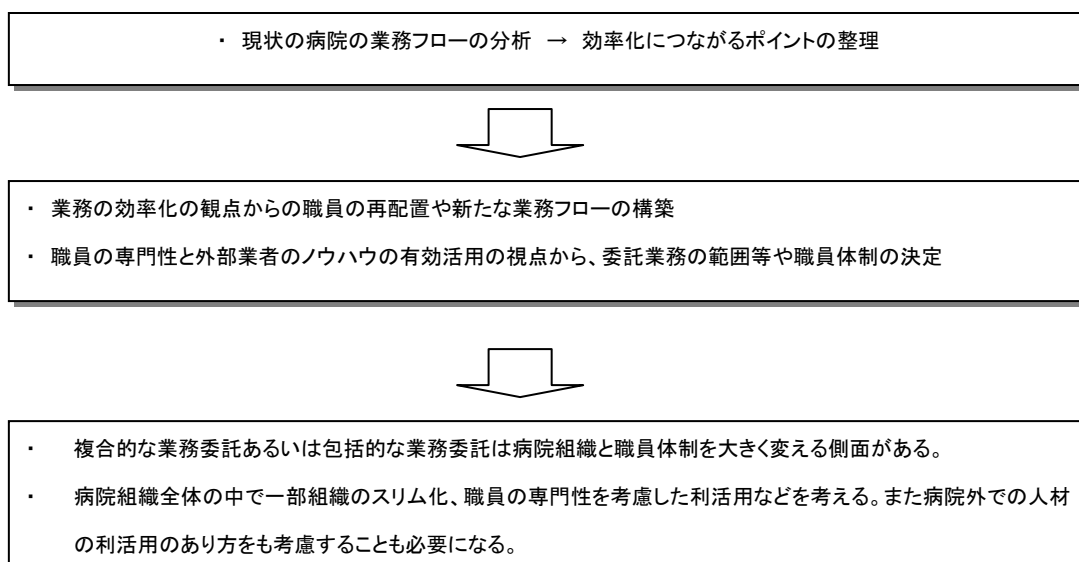 ・ 現状の病院の業務フローの分析 → 効率化につながるポイントの整理
・ 業務の効率化の観点からの職員の再配置や新たな業務フローの構築
・ 職員の専門性と外部業者のノウハウの有効活用の視点から、委託業務の範囲等や職員体制の決定
・ 複合的な業務委託あるいは包括的な業務委託は病院組織と職員体制を大きく変える側面がある。
・ 病院組織全体の中で一部組織のスリム化、職員の専門性を考慮した利活用などを考える。また病院外での人材
の利活用のあり方をも考慮することも必要になる。